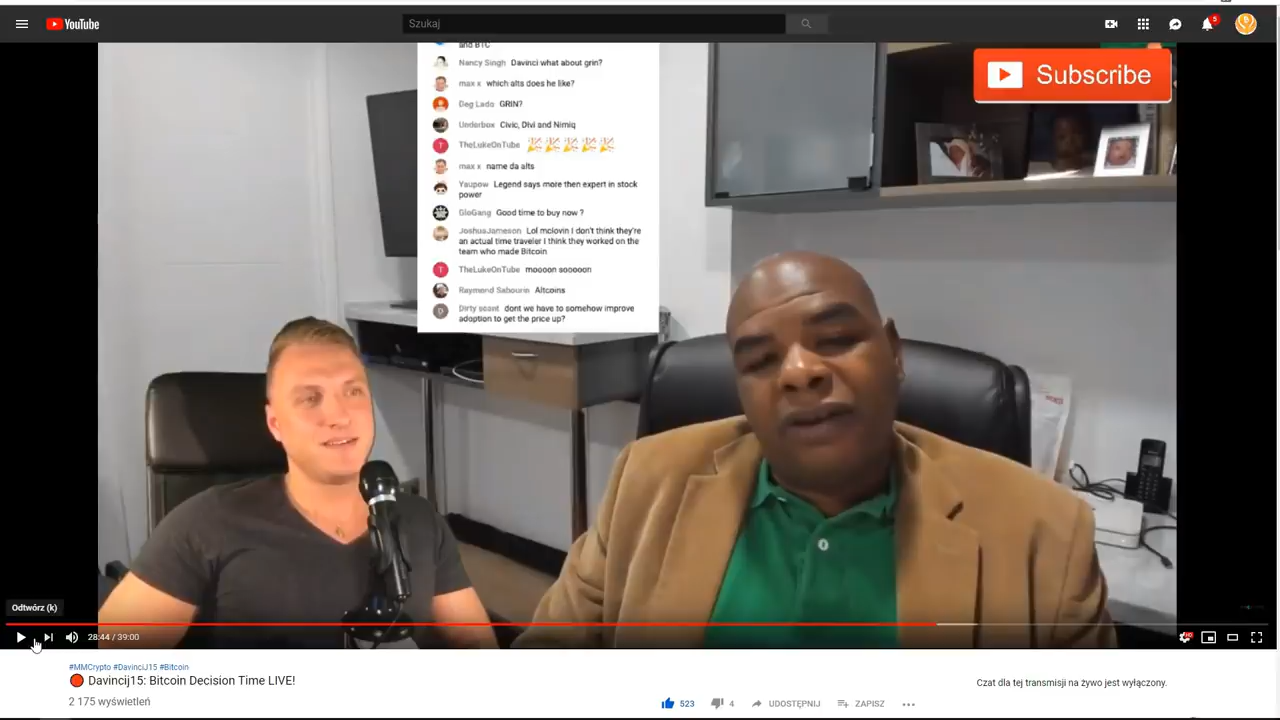 YouTube
Szukaj
5
Subscribe
and BTC
Nancy Singh Davinci what about grin?
max x which alts does he like?
Deg Lado GRIN?
Underbox Civic, Divi and Nimiq
TheLukeOnTube 🎉🎉🎉🎉🎉
max x name da alts
Yaupow Legend says more then expert in stock
power
GloGang Good time to buy now ?
JoshuaJameson Lol mclovin I don't think they're
an actual time traveler I think they worked on the
team who made Bitcoin
TheLukeOnTube moooon sooooon
Raymond Sabourin Altcoins
Dirty dont we have to somehow improve
adoption to get the price up?
Odtwórz (k)
28:44 / 39:00
HD
#MMCrypto #DavinciJ15 #Bitcoin
🔴 Davincij15: Bitcoin Decision Time LIVE!
2 175 wyświetleń
Czat dla tej transmisji na żywo jest wyłączony.
523 4 UDOSTĘPNIJ ZAPISZ ...